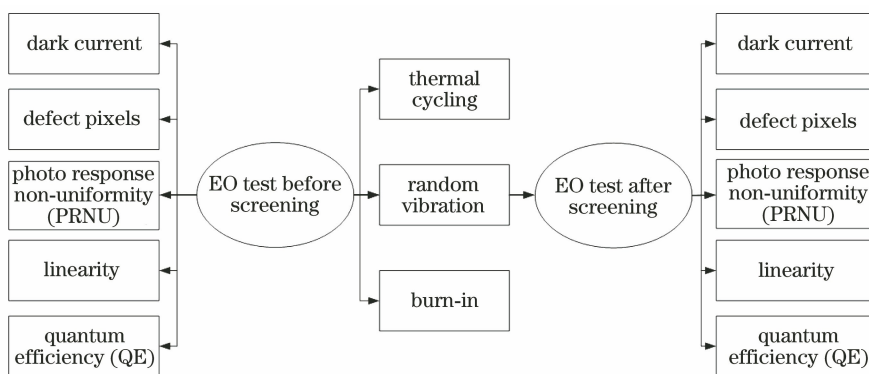 dark current
defect pixels
photo response
non-uniformity
(PRNU)
linearity
quantum
efficiency (QE)
EO test before
screening
thermal
cycling
random
vibration
burn-in
EO test after
screening
dark current
defect pixels
photo response
non-uniformity
(PRNU)
linearity
quantum
efficiency (QE)